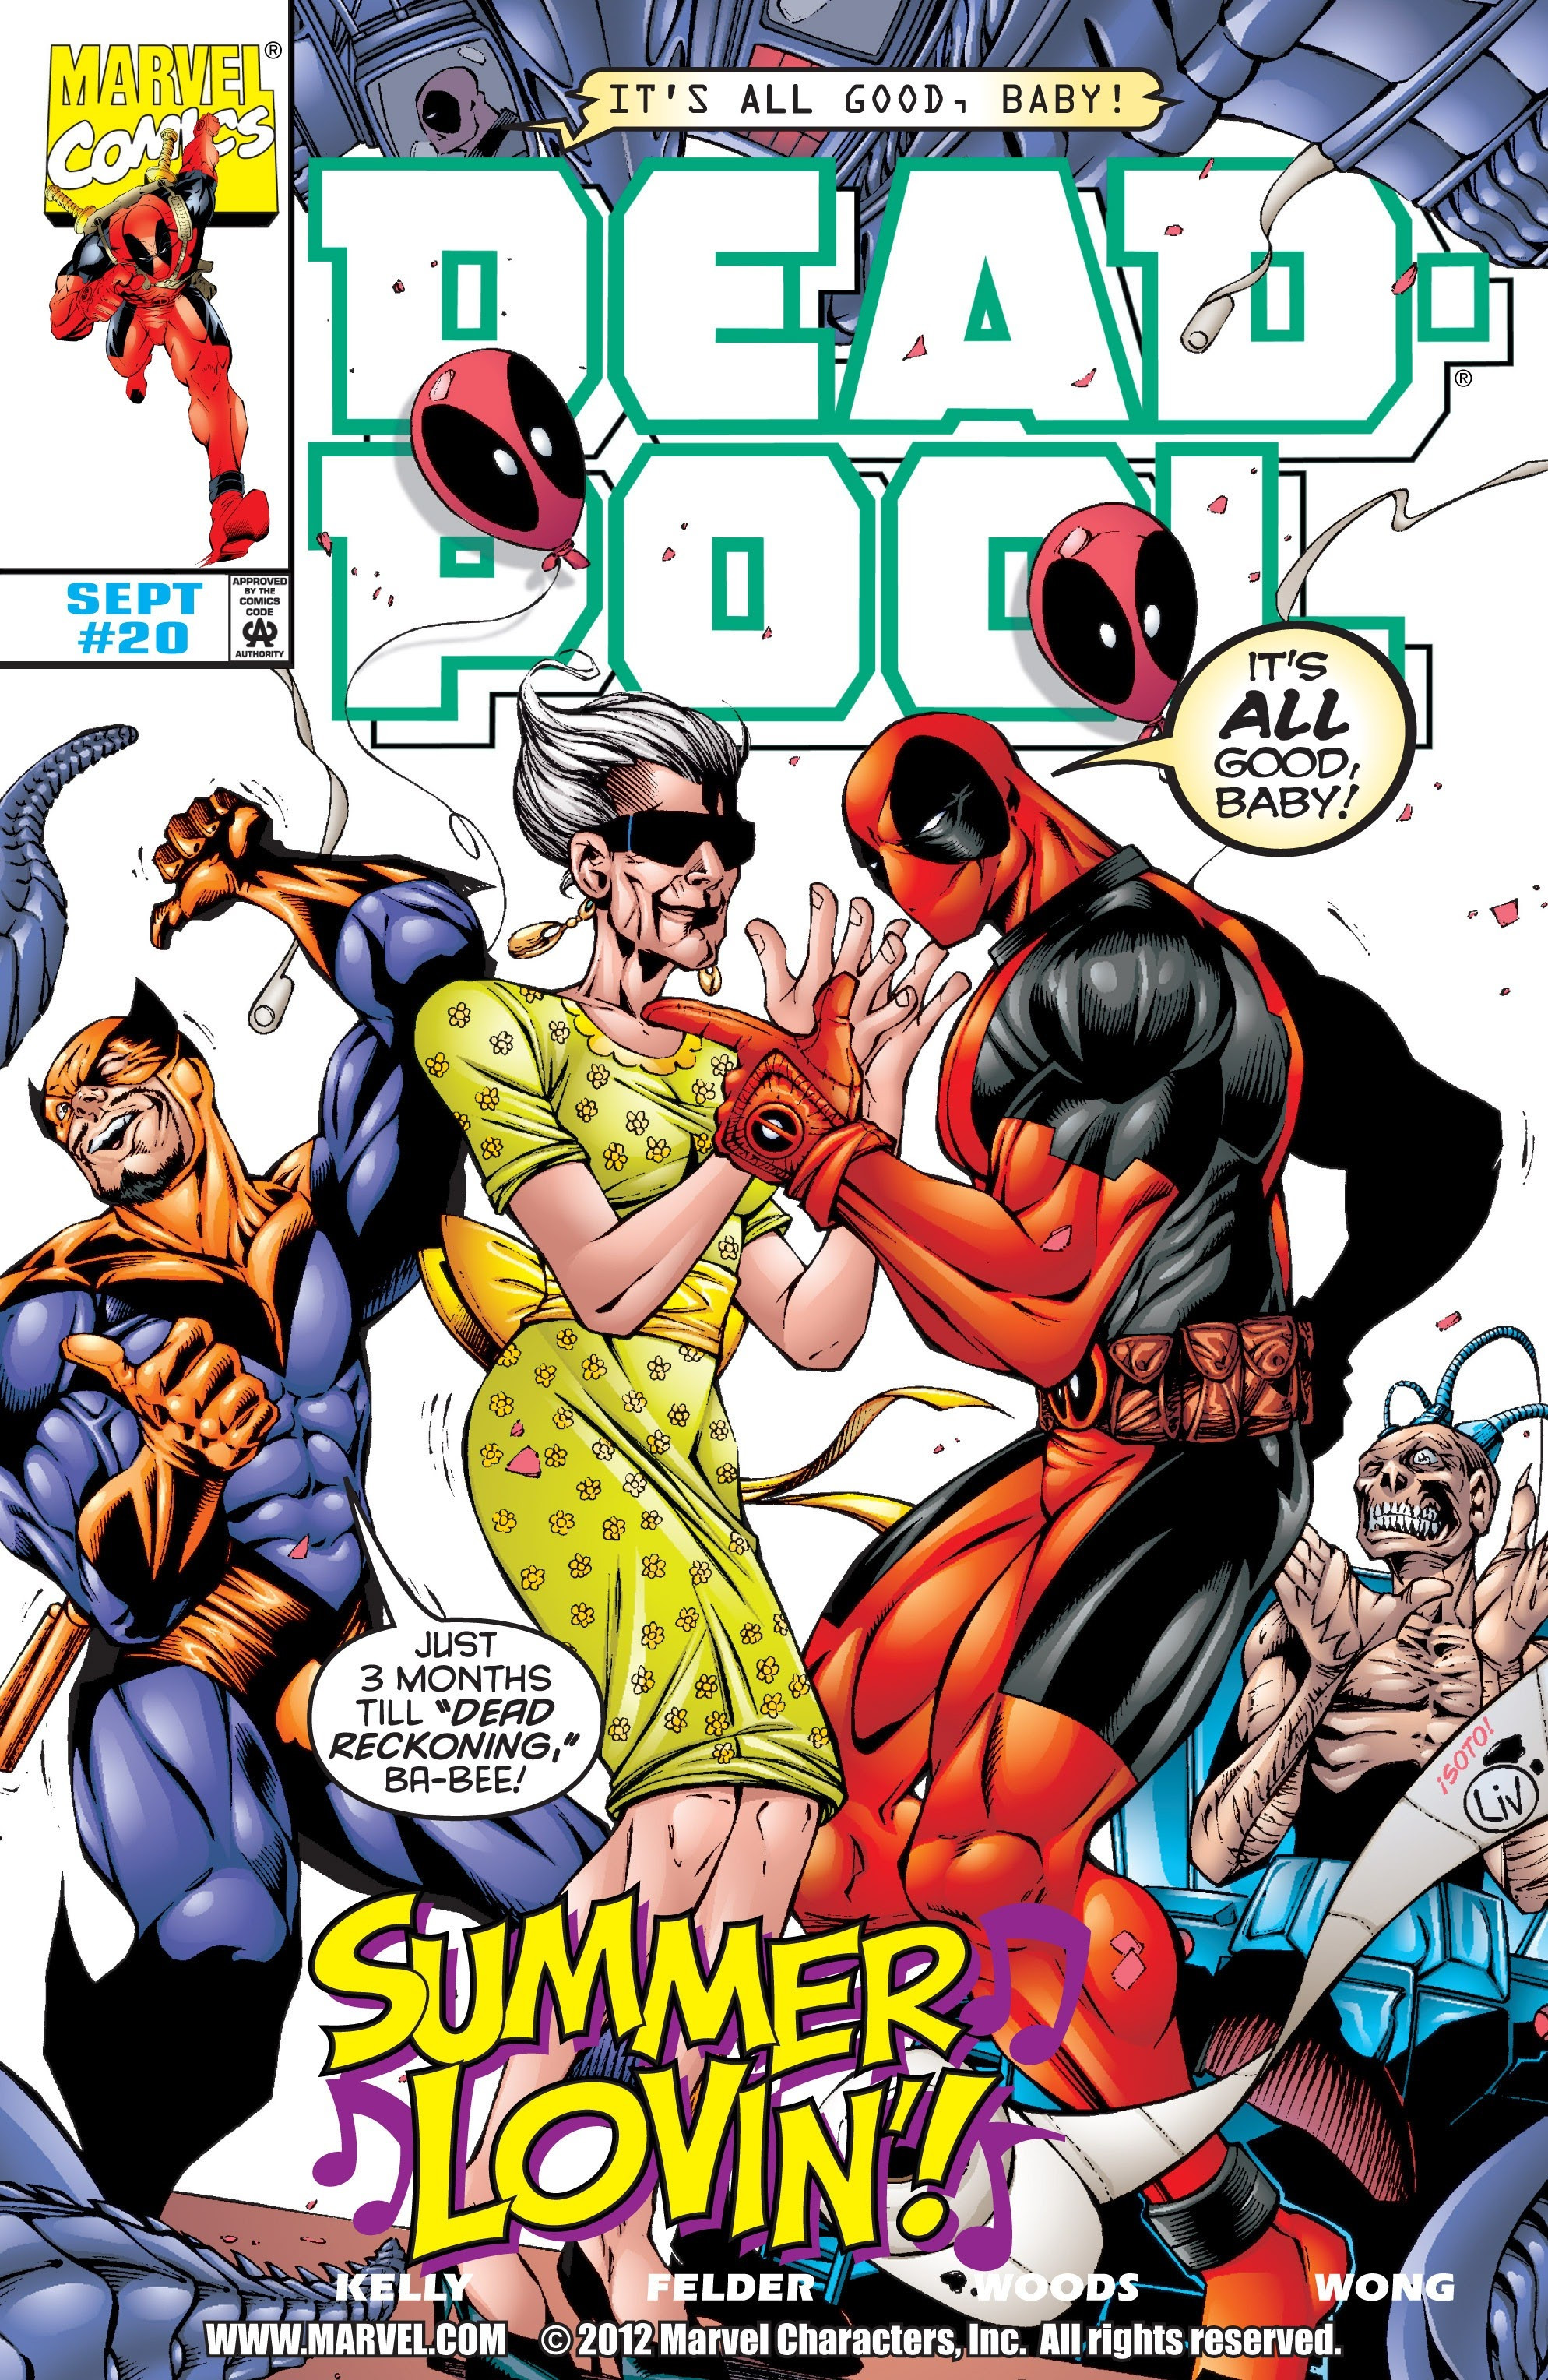 MARVEL®
COMICS
IT'S ALL GOOD, BABY!
DEAD-
POOL
®
SEPT
#20
APPROVED
BY THE
COMICS
CODE
CA
AUTHORITY
IT'S
ALL
GOOD,
BABY!
JUST
3 MONTHS
TILL "DEAD
RECKONING,"
BA-BEE!
¡SOTO!
LIV
SUMMER
LOVIN'!
KELLY FELDER WOODS WONG
WWW.MARVEL.COM © 2012 Marvel Characters, Inc. All rights reserved.